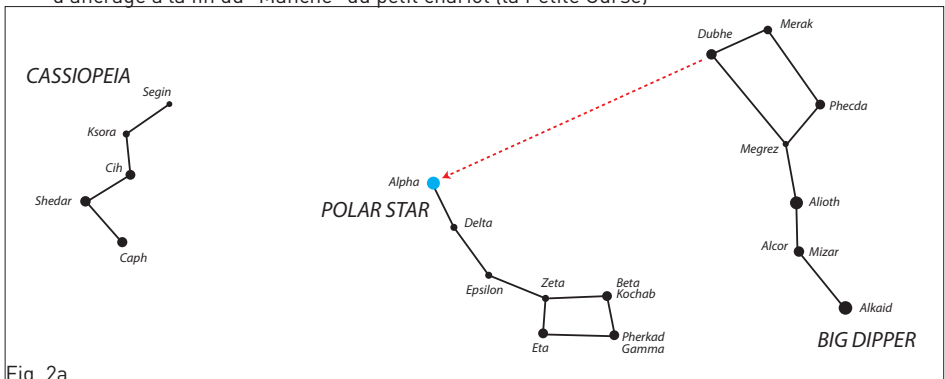 d'ancrage à la fin du "Manche" du petit chariot (la Petite Ourse)
CASSIOPEIA
Segin
Ksora
Cih
Shedar
Caph
Alpha
POLAR STAR
Delta
Epsilon
Zeta
Beta
Kochab
Eta
Pherkad
Gamma
Dubhe
Merak
Phecda
Megrez
Alioth
Alcor
Mizar
Alkaid
BIG DIPPER
Fig. 2a